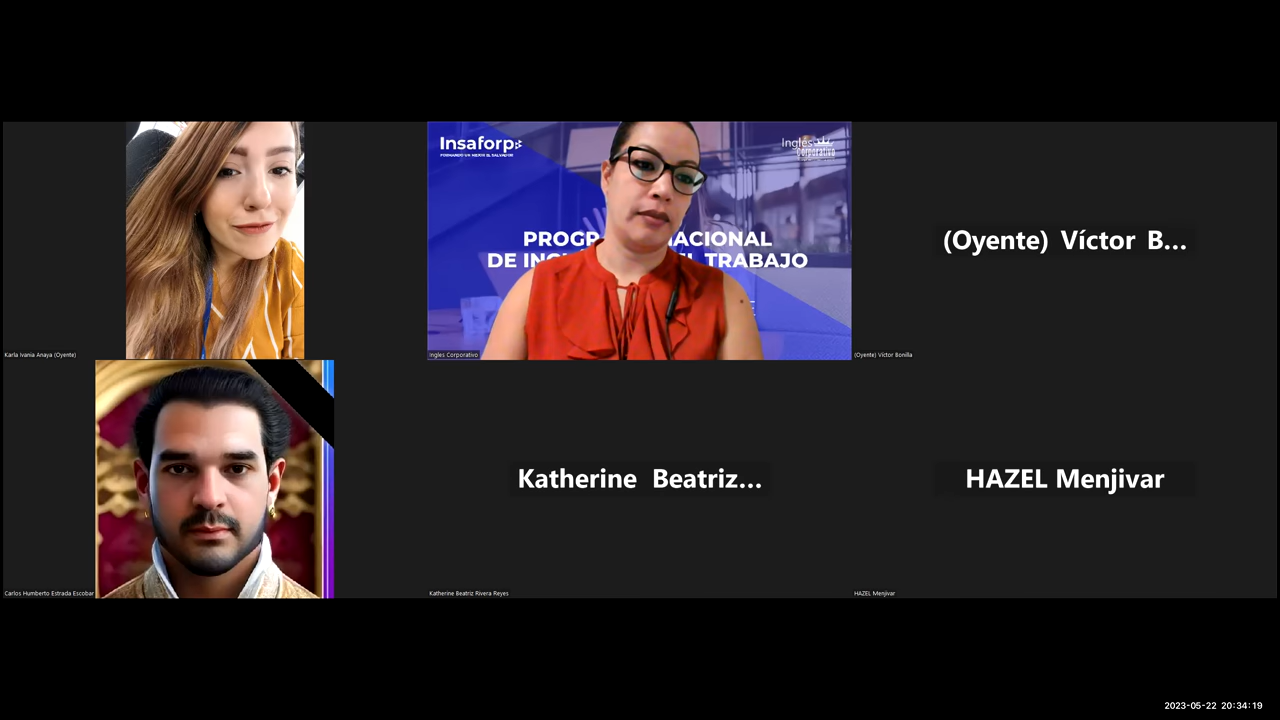 Insaforp
FORMANDO UN MEJOR EL SALVADOR
Inglés
Corporativo
PROGR
NACIONAL
DE
EL TRABAJO
(Oyente) Víctor B...
Karla Ivania Anaya (Oyente)
Ingles Corporativo
(Oyente) Víctor Bonilla
Katherine Beatriz...
HAZEL Menjivar
Carlos Humberto Estrada Escobar
Katherine Beatriz Rivera Reyes
HAZEL Menjivar
2023-05-22 20:34:19